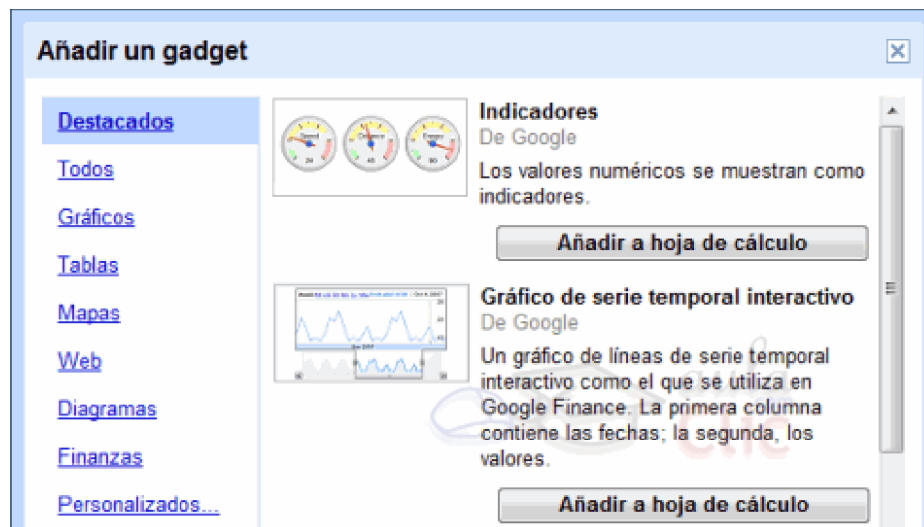 Añadir un gadget
Destacados
Todos
Gráficos
Tablas
Mapas
Web
Diagramas
Finanzas
Personalizados...
Indicadores
De Google
Los valores numéricos se muestran como
indicadores.
Añadir a hoja de cálculo
Gráfico de serie temporal interactivo
De Google
Un gráfico de líneas de serie temporal
interactivo como el que se utiliza en
Google Finance. La primera columna
contiene las fechas; la segunda, los
valores.
Añadir a hoja de cálculo
aula
Clic